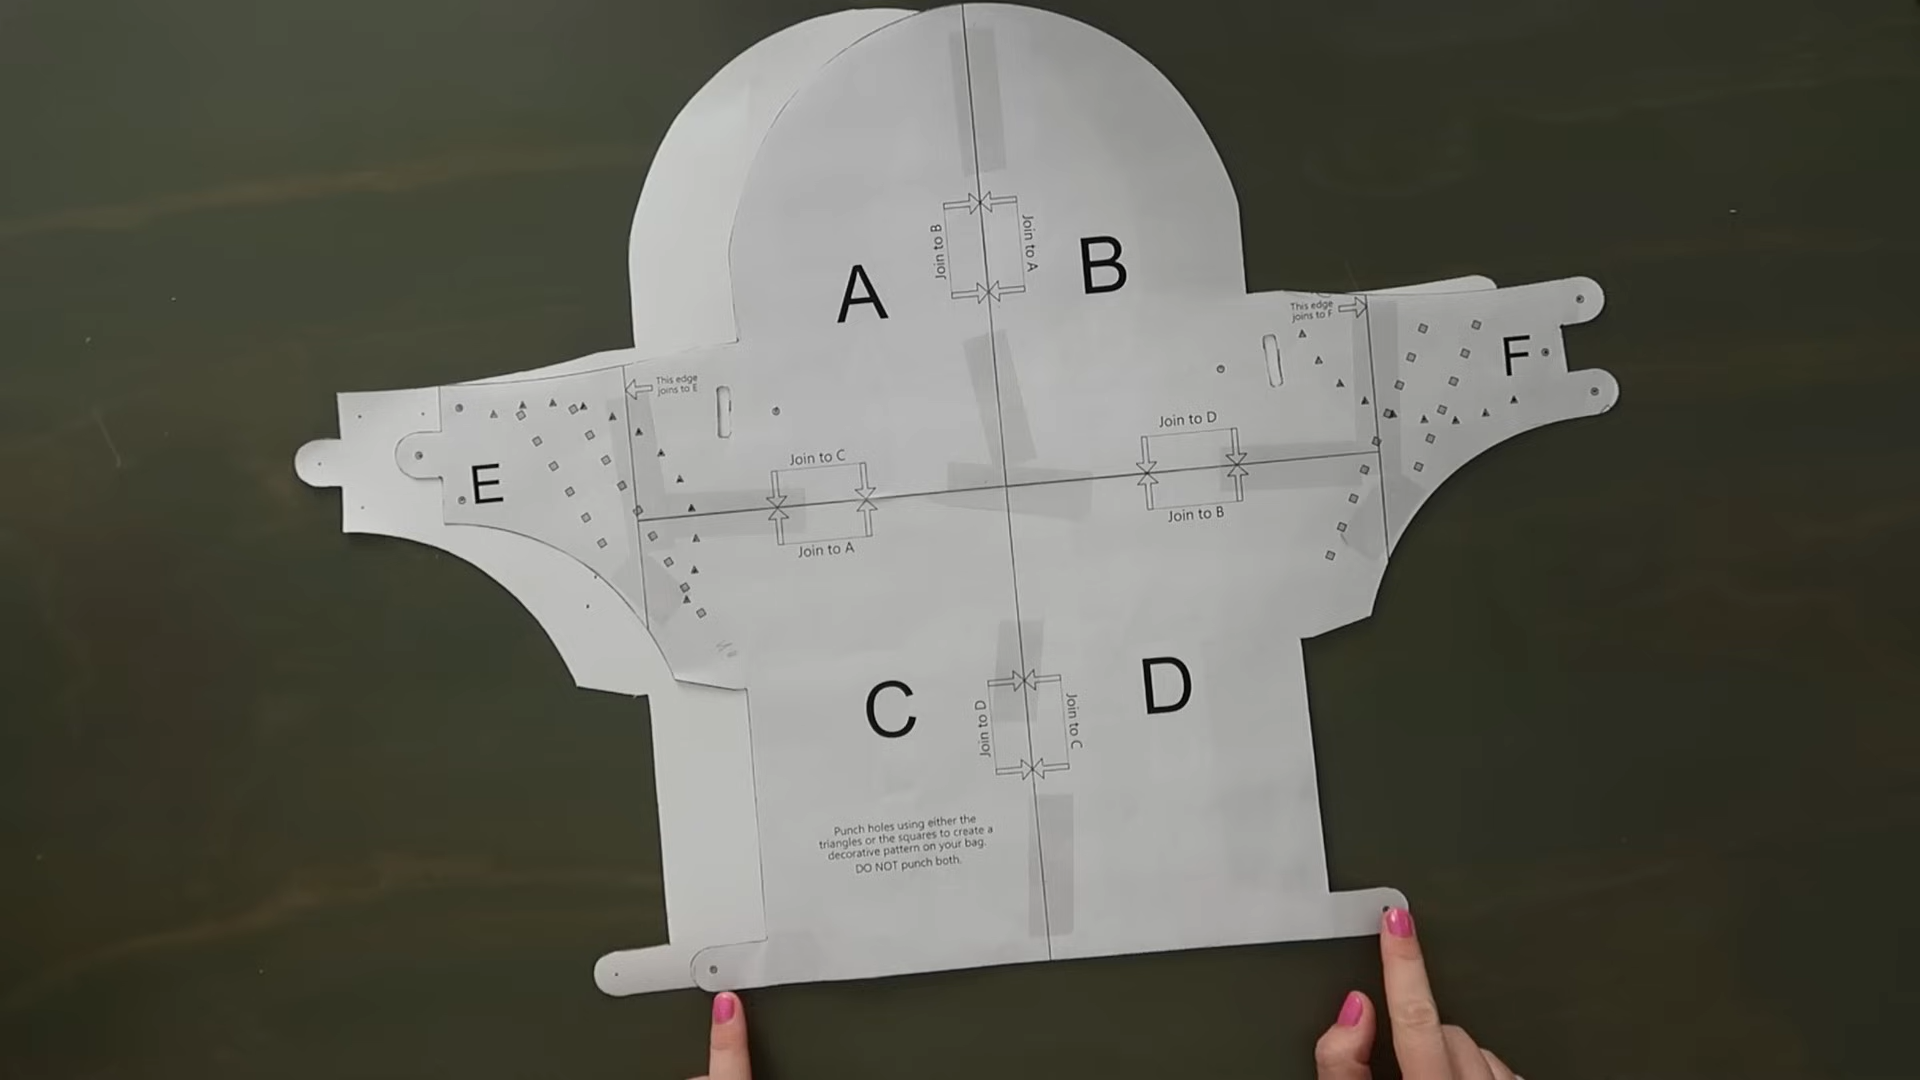 Join to B
Join to A
A
B
This edge
joins to F
F
This edge
joins to E
E
Join to C
Join to A
Join to D
Join to B
C
D
Join to D
Join to C
Punch holes using either the
triangles or the squares to create a
decorative pattern on your bag.
DO NOT punch both.